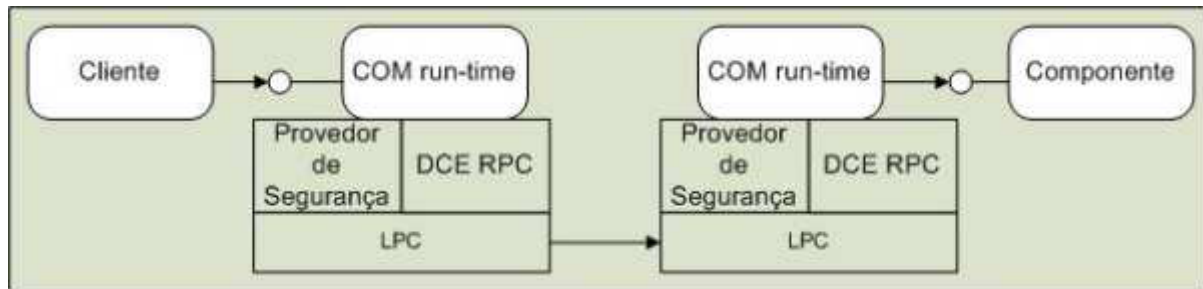 Cliente
COM run-time
COM run-time
Componente
Provedor
de
Segurança
DCE RPC
Provedor
de
Segurança
DCE RPC
LPC
LPC